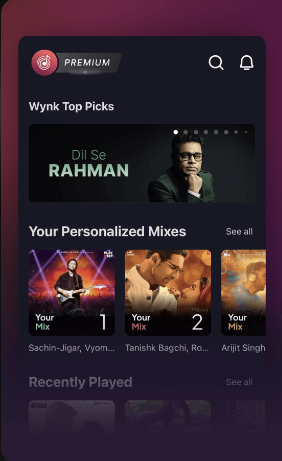 PREMIUM
Wynk Top Picks
Dil Se
RAHMAN
Your Personalized Mixes
See all
Your
Mix
1
Your
Mix
2
Your
Mix
Sachin-Jigar, Vyom...
Tanishk Bagchi, Ro...
Arijit Singh
Recently Played
See all